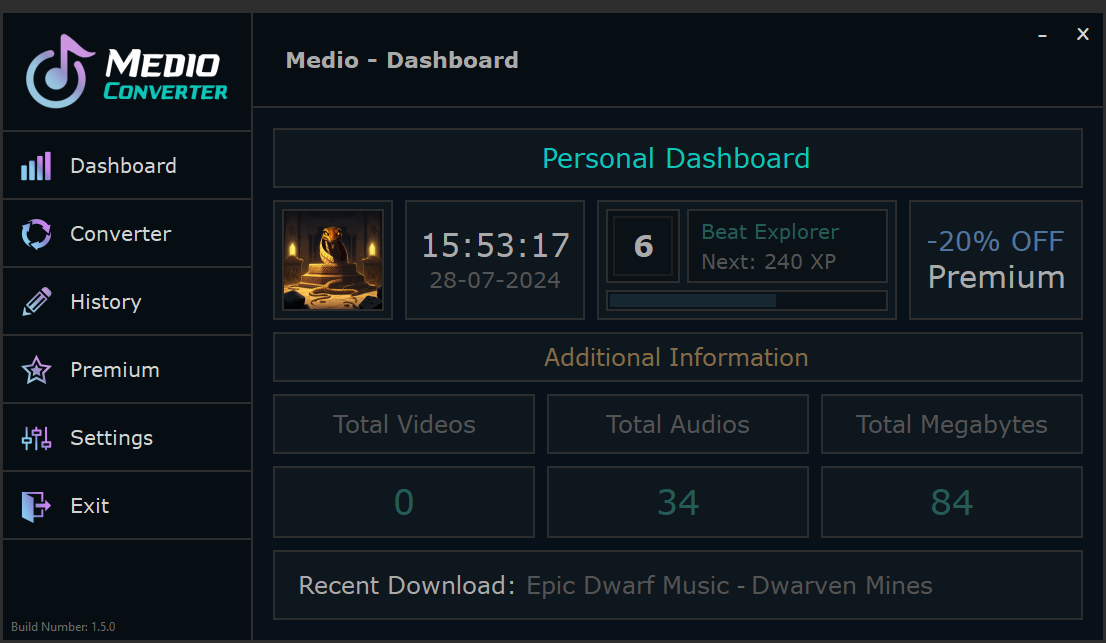 MEDIO
CONVERTER
Medio - Dashboard
Dashboard
Converter
History
Premium
Settings
Exit
Build Number: 1.5.0
Personal Dashboard
15:53:17
28-07-2024
6
Beat Explorer
Next: 240 XP
-20% OFF
Premium
Additional Information
Total Videos
Total Audios
Total Megabytes
0
34
84
Recent Download: Epic Dwarf Music - Dwarven Mines